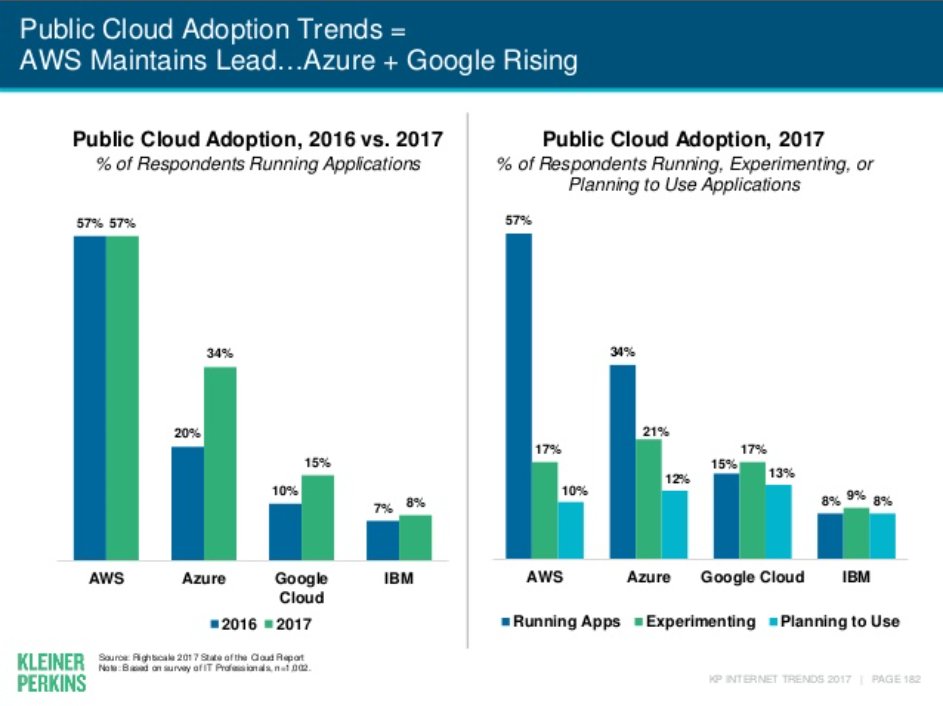 Public Cloud Adoption Trends =
AWS Maintains Lead…Azure + Google Rising
Public Cloud Adoption, 2016 vs. 2017
% of Respondents Running Applications
57% 57%
34%
20%
15%
10%
7% 8%
AWS Azure Google IBM
Cloud
2016 2017
Public Cloud Adoption, 2017
% of Respondents Running, Experimenting, or
Planning to Use Applications
57%
34%
21%
17% 17%
15%
13%
12%
10%
8% 9% 8%
AWS Azure Google Cloud IBM
Running Apps Experimenting Planning to Use
KLEINER
PERKINS
Source: Rightscale 2017 State of the Cloud Report
Note: Based on survey of IT Professionals, n=1,002.
KP INTERNET TRENDS 2017 | PAGE 182